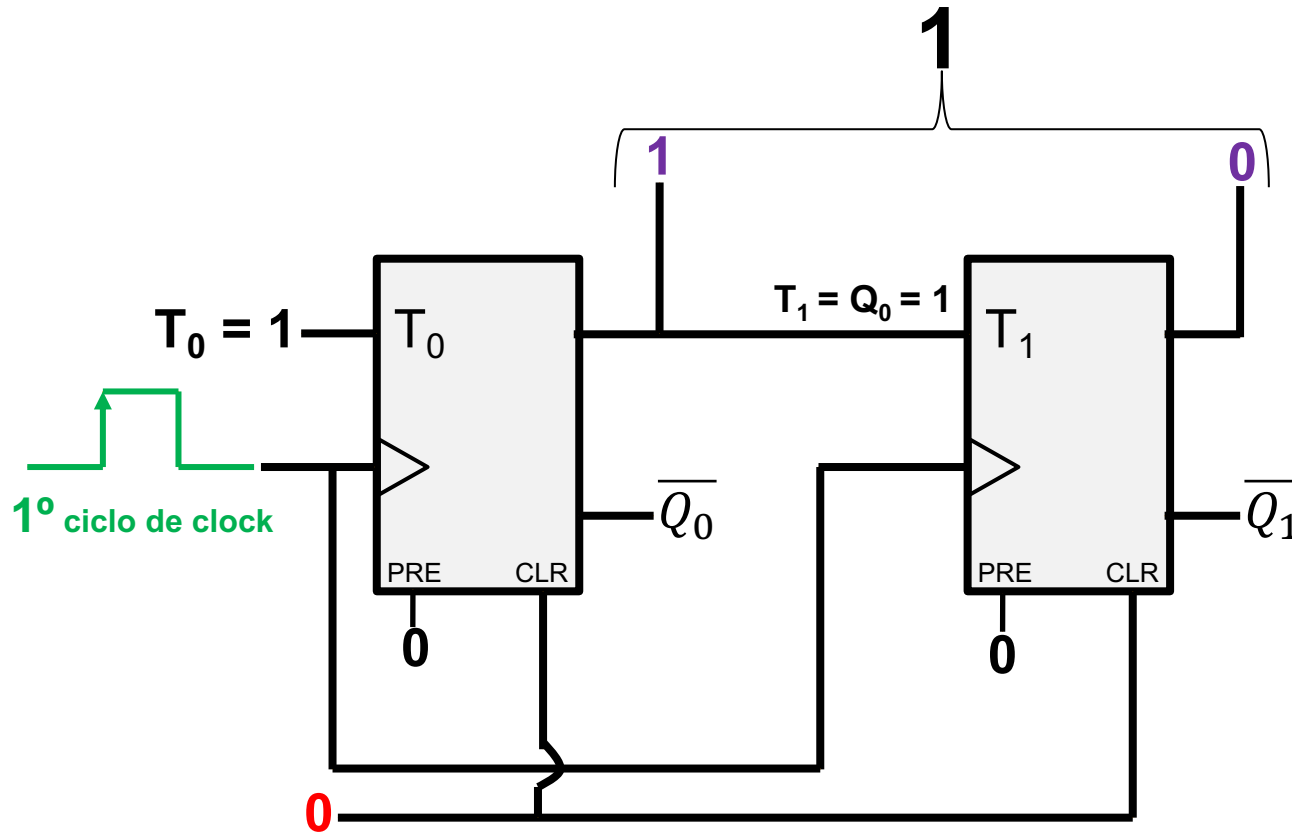 1
1 0
T₁ = Q₀ = 1
T₀ = 1 T₀ T₁
1º ciclo de clock
Q̅₀ Q̅₁
PRE CLR PRE CLR
0 0
0